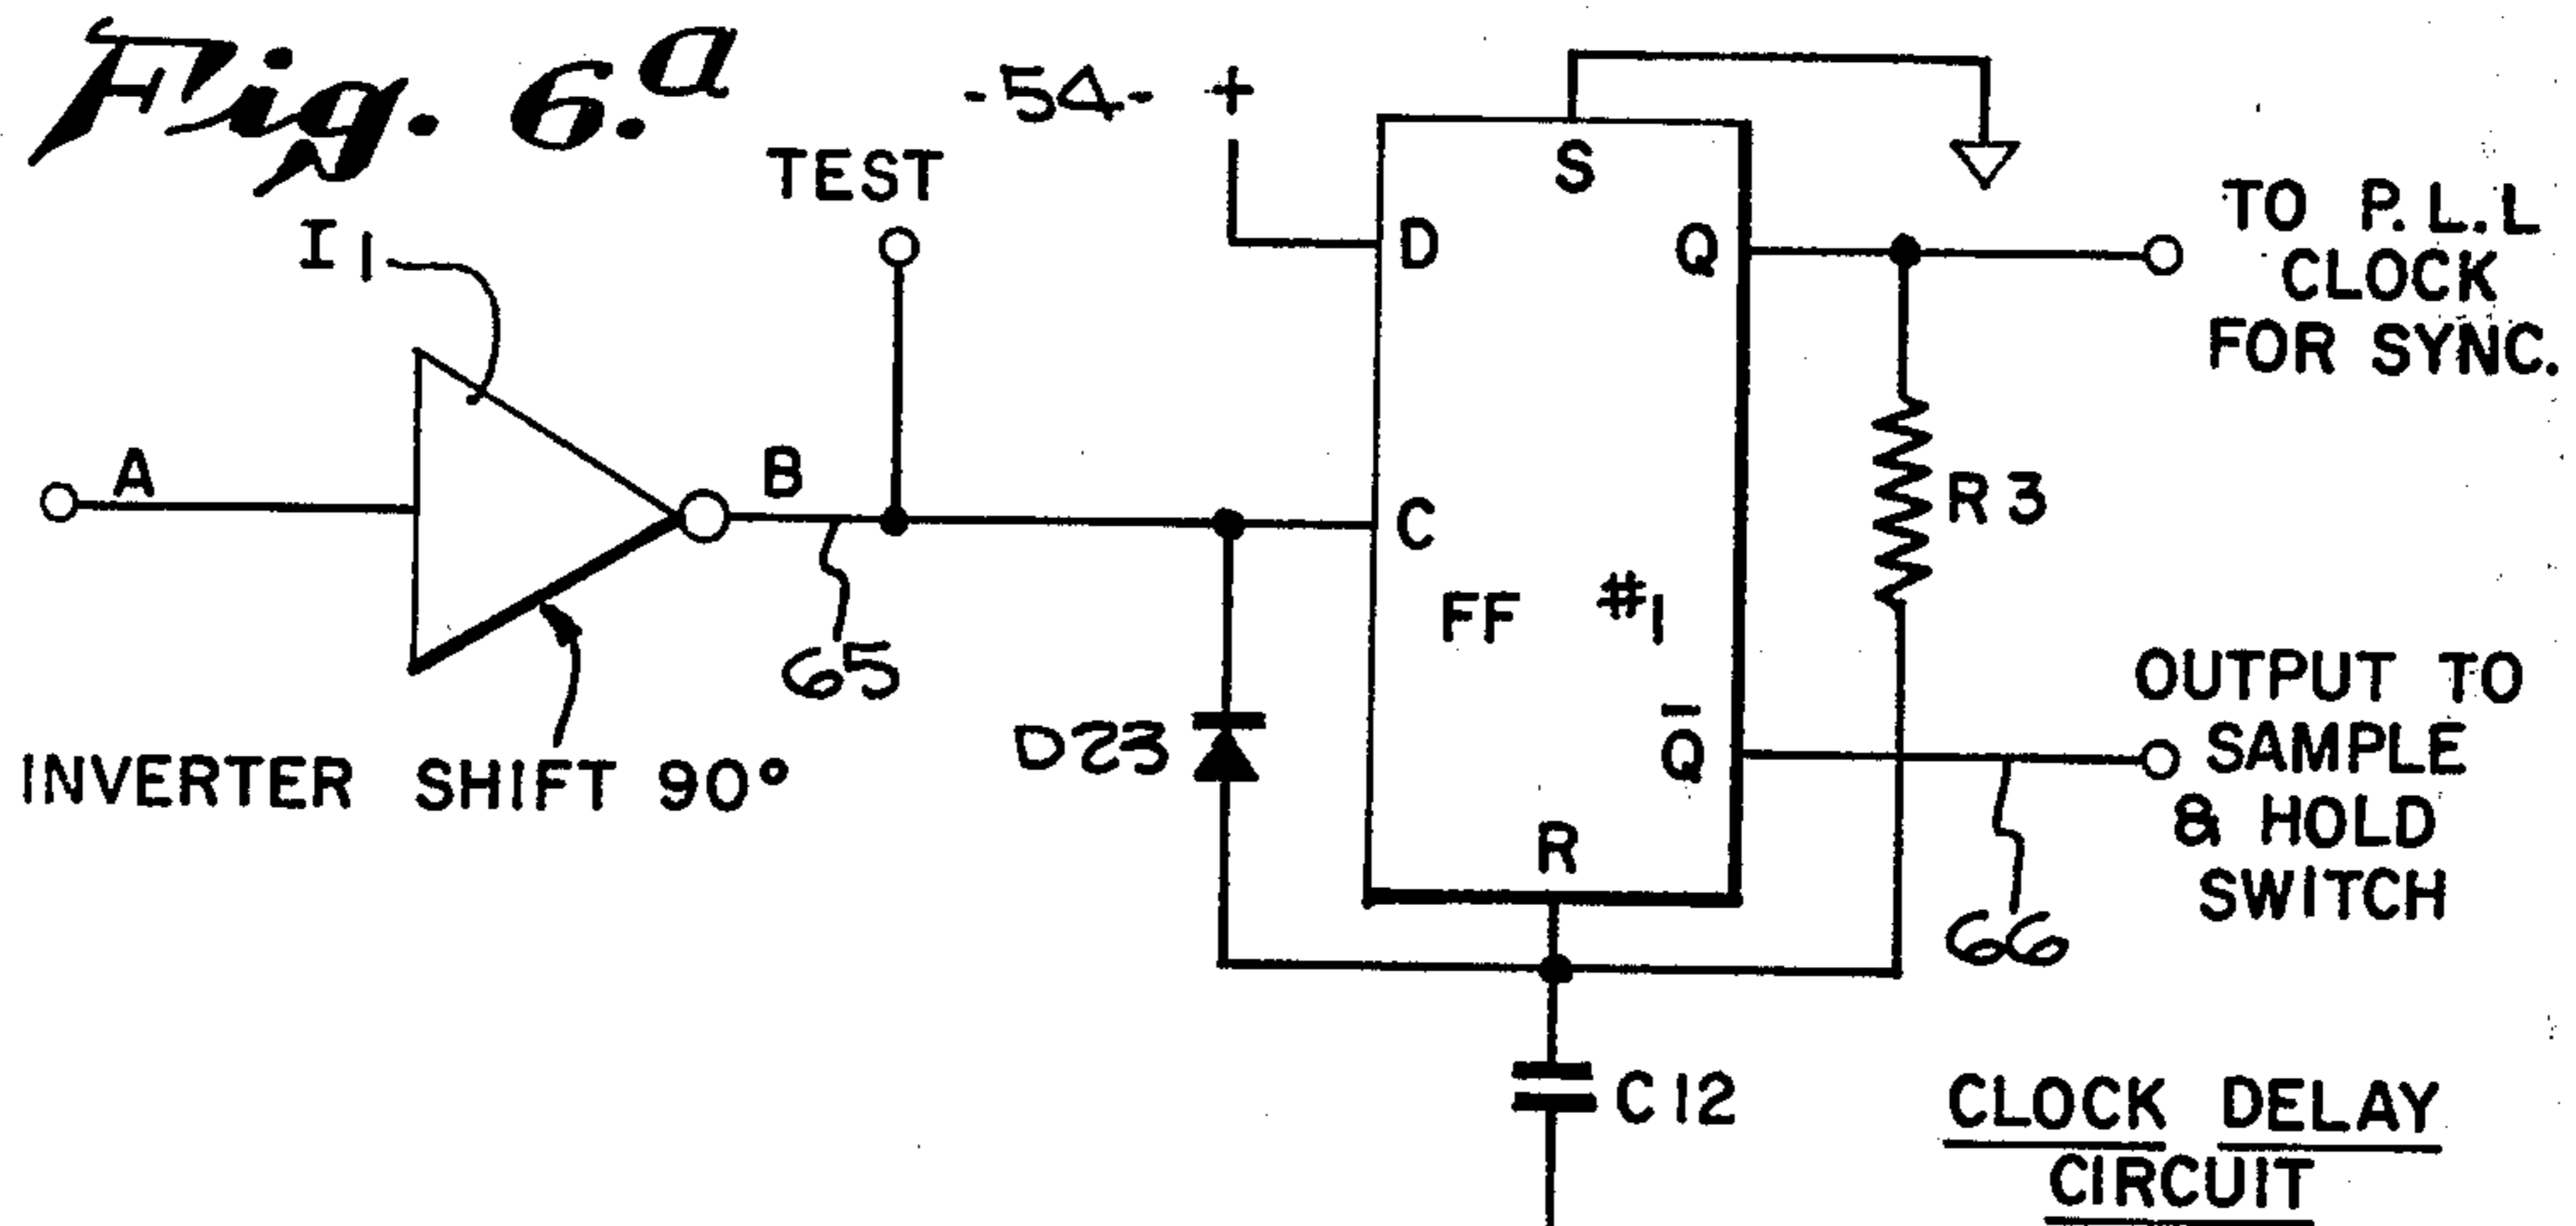 Fig. 6.a
-54- +
TEST
S
I1
D
Q
TO P.L.L
CLOCK
FOR SYNC.
A
B
C
R3
FF #1
65
OUTPUT TO
SAMPLE
& HOLD
SWITCH
D23
Q̅
INVERTER SHIFT 90°
R
66
C12
CLOCK DELAY
CIRCUIT